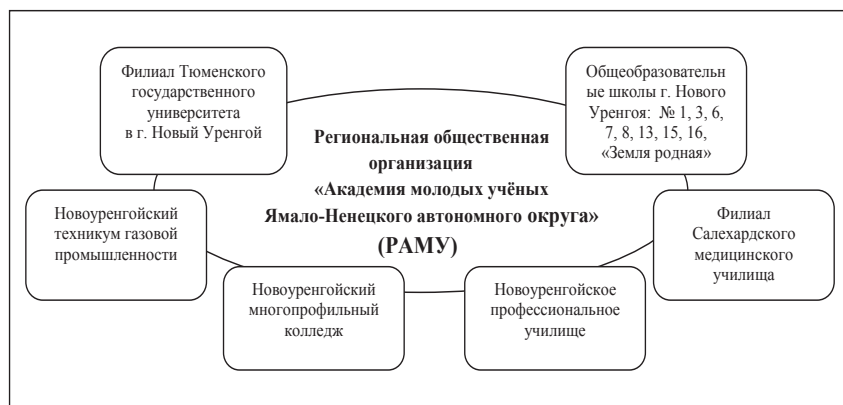 Филиал Тюменского
государственного
университета
в г. Новый Уренгой
Общеобразовательн
ые школы г. Нового
Уренгоя: № 1, 3, 6,
7, 8, 13, 15, 16,
«Земля родная»
Региональная общественная
организация
«Академия молодых учёных
Ямало-Ненецкого автономного округа»
(РАМУ)
Новоуренгойский
техникум газовой
промышленности
Филиал
Салехардского
медицинского
училища
Новоуренгойский
многопрофильный
колледж
Новоуренгойское
профессиональное
училище